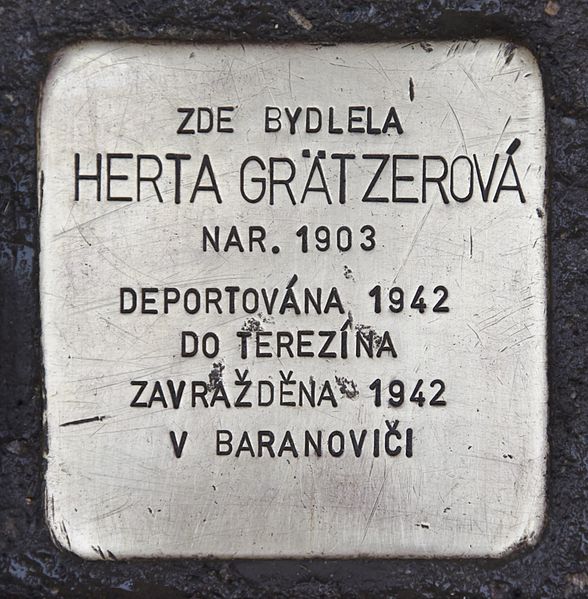 ZDE BYDLELA
HERTA GRÄTZEROVÁ
NAR. 1903
DEPORTOVÁNA 1942
DO TEREZÍNA
ZAVRAŽDĚNA 1942
V BARANOVIČI